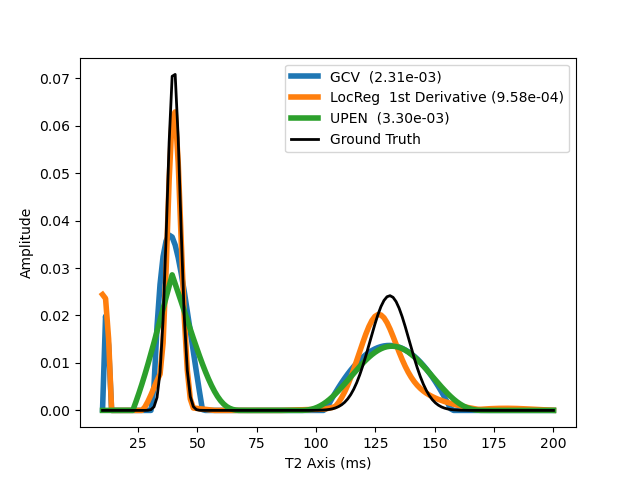 GCV (2.31e-03)
LocReg 1st Derivative (9.58e-04)
UPEN (3.30e-03)
Ground Truth
0.07
0.06
0.05
0.04
0.03
0.02
0.01
0.00
Amplitude
25 50 75 100 125 150 175 200
T2 Axis (ms)